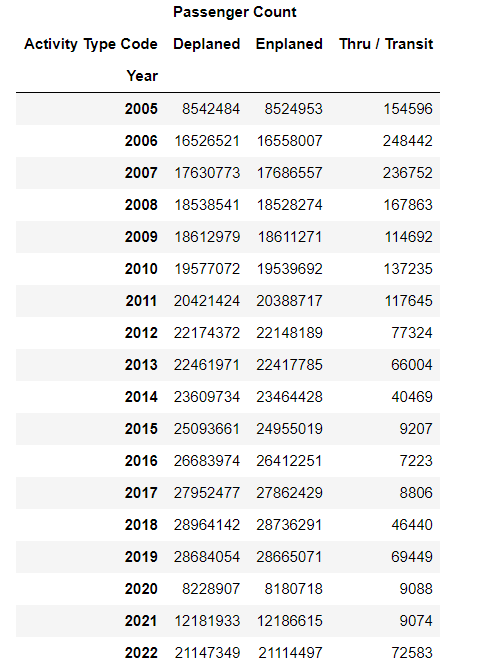 Passenger Count
Activity Type Code Deplaned Enplaned Thru / Transit
Year
2005 8542484 8524953 154596
2006 16526521 16558007 248442
2007 17630773 17686557 236752
2008 18538541 18528274 167863
2009 18612979 18611271 114692
2010 19577072 19539692 137235
2011 20421424 20388717 117645
2012 22174372 22148189 77324
2013 22461971 22417785 66004
2014 23609734 23464428 40469
2015 25093661 24955019 9207
2016 26683974 26412251 7223
2017 27952477 27862429 8806
2018 28964142 28736291 46440
2019 28684054 28665071 69449
2020 8228907 8180718 9088
2021 12181933 12186615 9074
2022 21147349 21114497 72583